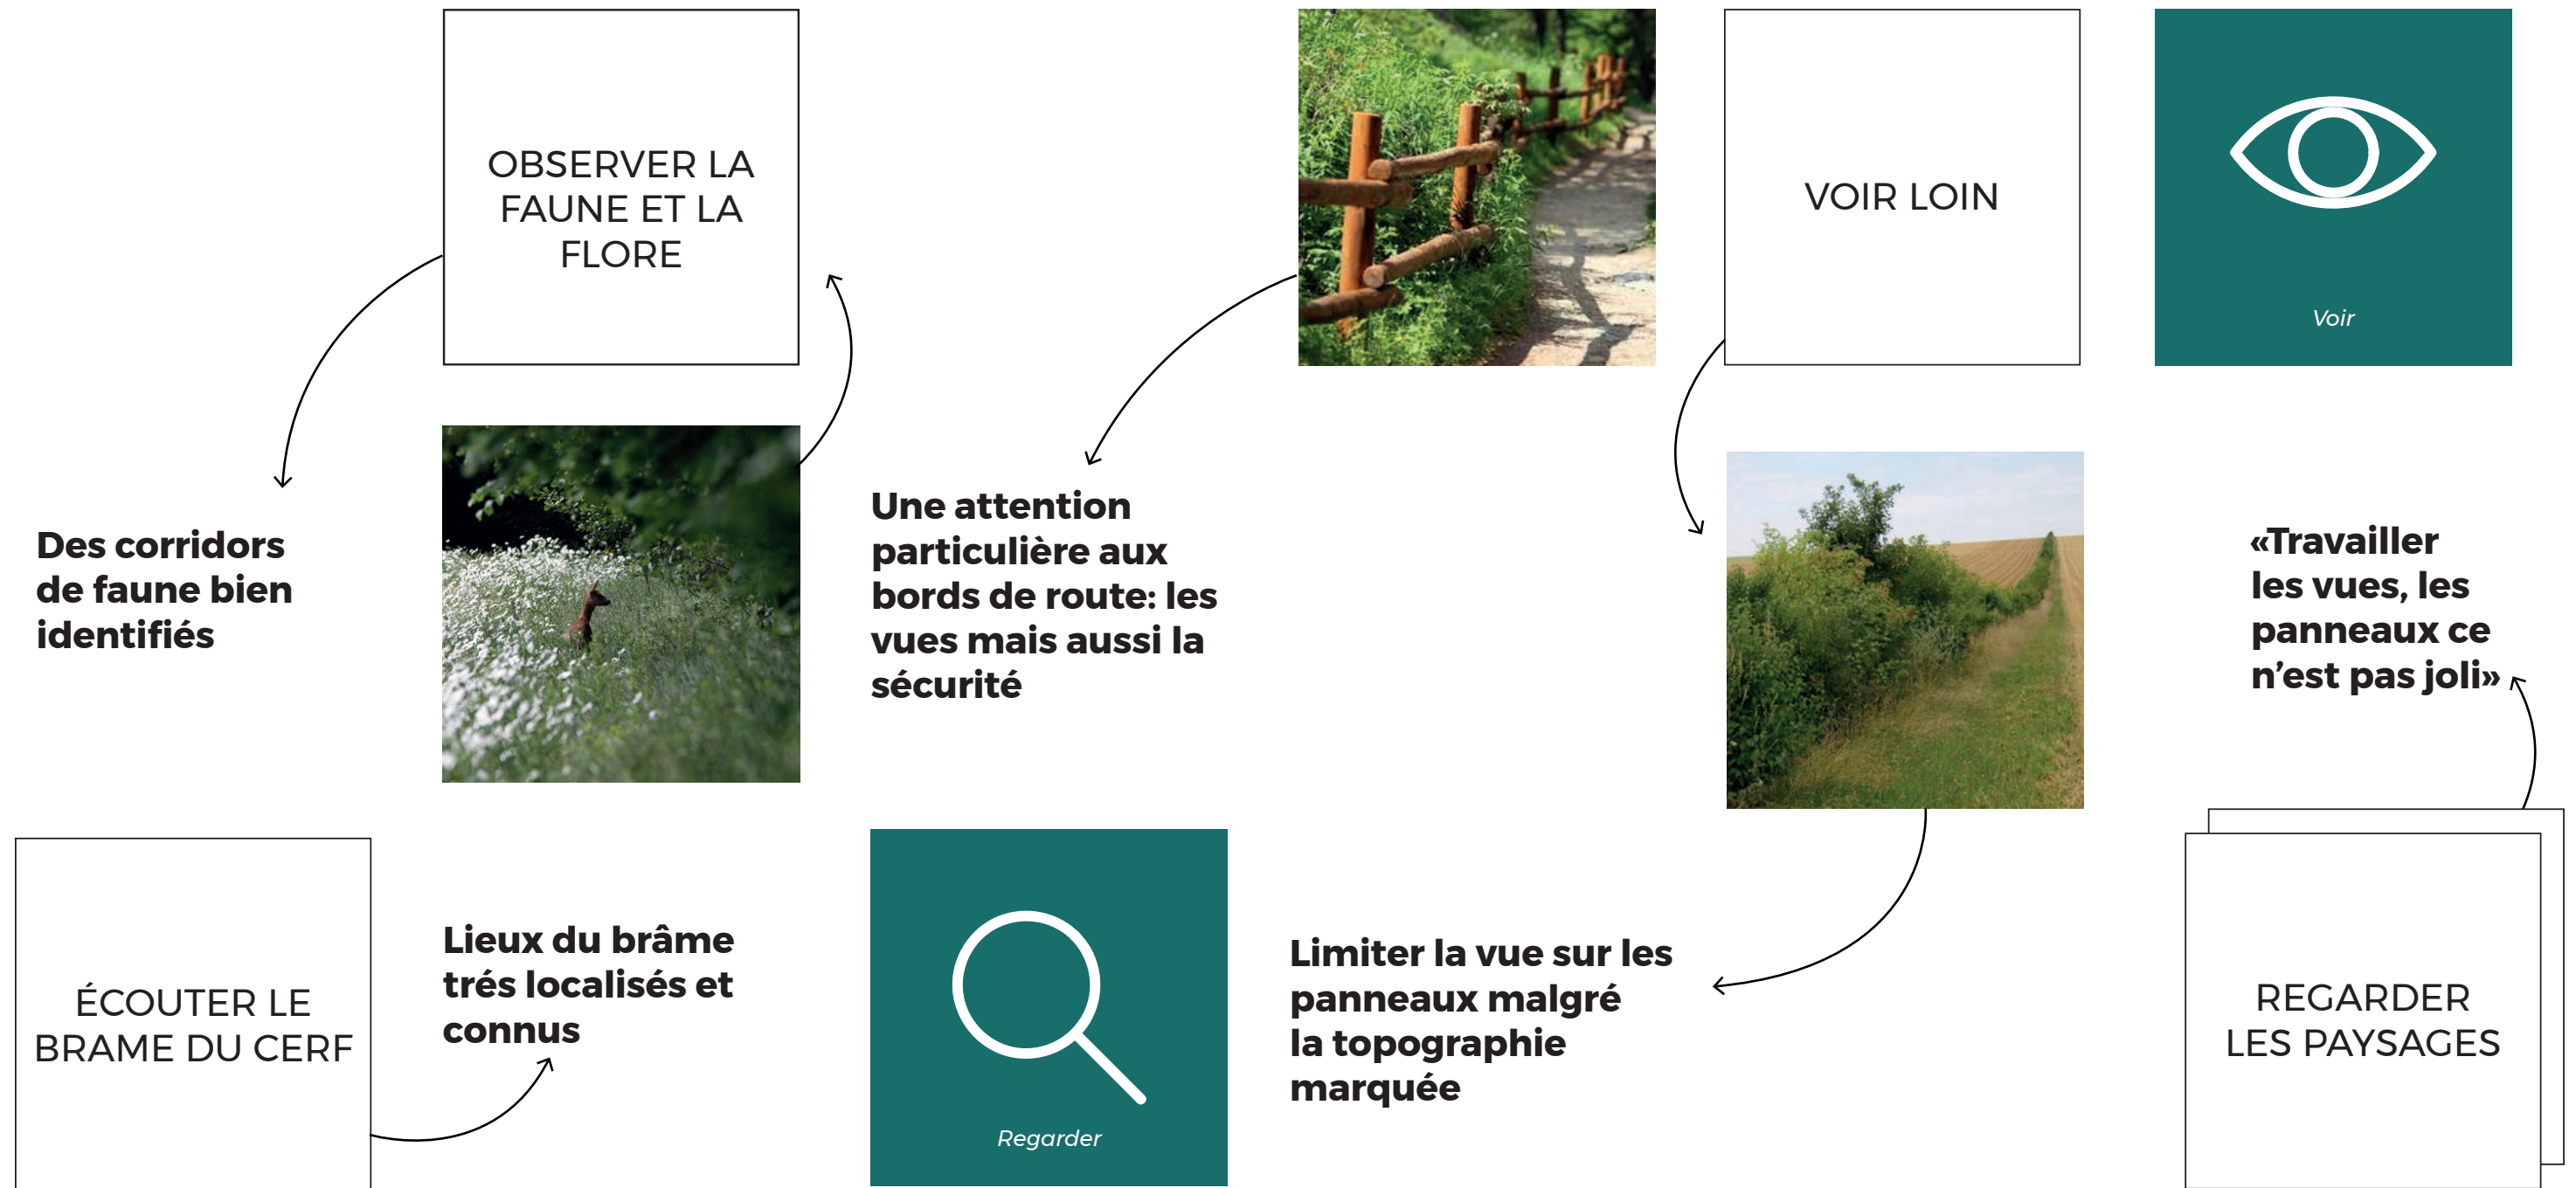 OBSERVER LA
FAUNE ET LA
FLORE
VOIR LOIN
Voir
Des corridors
de faune bien
identifiés
Une attention
particulière aux
bords de route: les
vues mais aussi la
sécurité
«Travailler
les vues, les
panneaux ce
n’est pas joli»
ÉCOUTER LE
BRAME DU CERF
Lieux du brâme
trés localisés et
connus
Regarder
Limiter la vue sur les
panneaux malgré
la topographie
marquée
REGARDER
LES PAYSAGES